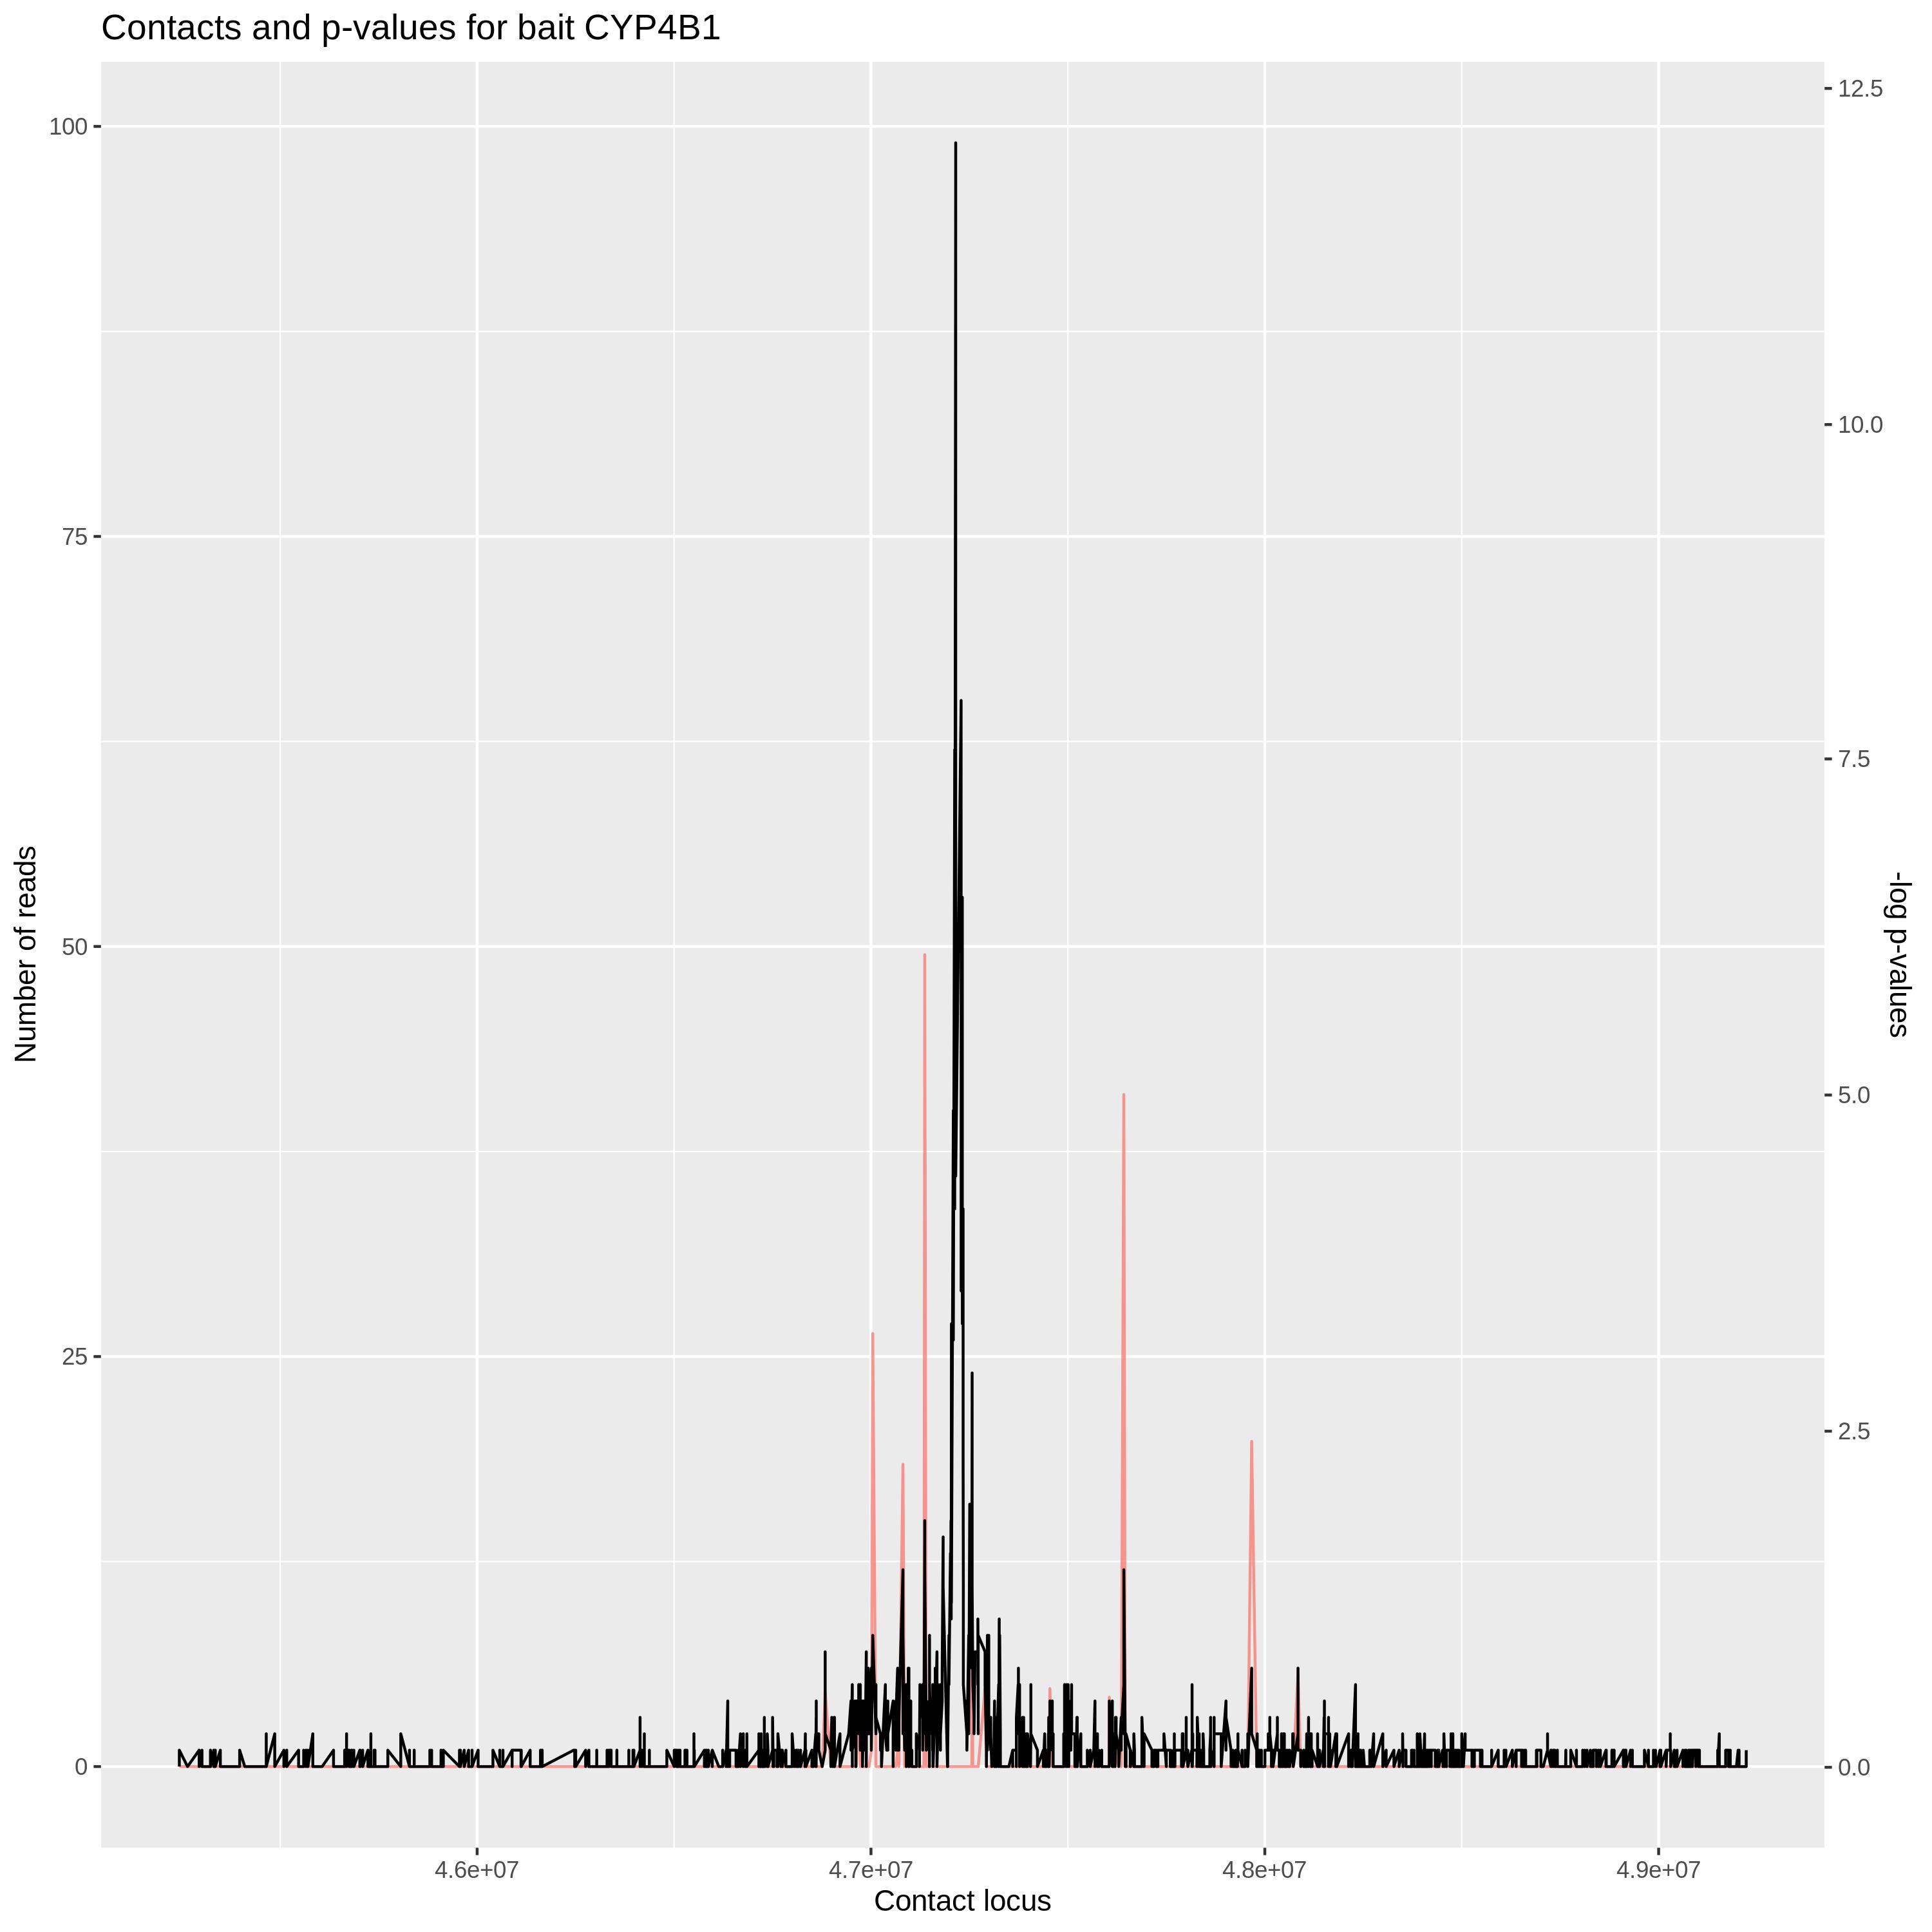 Contacts and p-values for bait CYP4B1
100
75
50
25
0
Number of reads
12.5
10.0
7.5
5.0
2.5
0.0
-log p-values
4.6e+07
4.7e+07
4.8e+07
4.9e+07
Contact locus